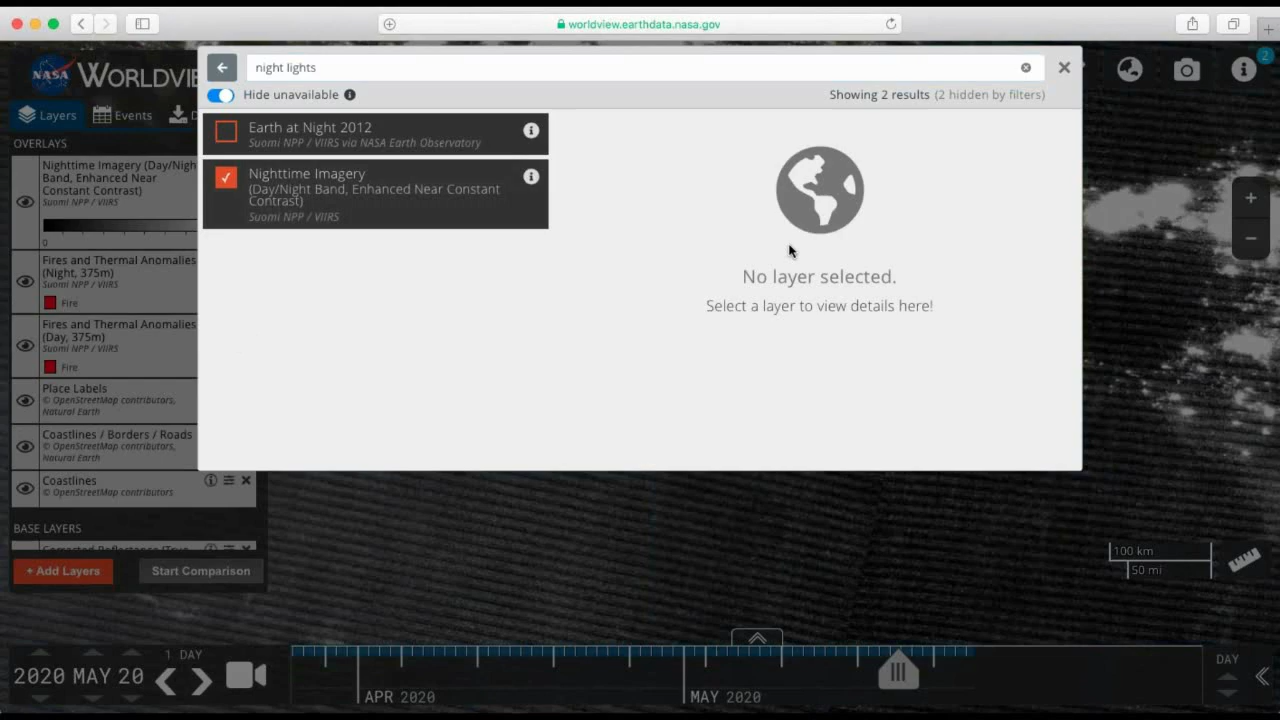 worldview.earthdata.nasa.gov
NASA WORLDVIE
night lights
2
Hide unavailable
Showing 2 results (2 hidden by filters)
Layers
Events
D
OVERLAYS
Earth at Night 2012
Suomi NPP / VIIRS via NASA Earth Observatory
Nighttime Imagery
(Day/Night Band, Enhanced Near Constant
Contrast)
Suomi NPP / VIIRS
Nighttime Imagery (Day/Nigh
Band, Enhanced Near
Constant Contrast)
Suomi NPP / VIIRS
0
Fires and Thermal Anomalies
(Night, 375m)
Suomi NPP / VIIRS
Fire
Fires and Thermal Anomalies
(Day, 375m)
Suomi NPP / VIIRS
Fire
Place Labels
© OpenStreetMap contributors,
Natural Earth
Coastlines / Borders / Roads
© OpenStreetMap contributors,
Natural Earth
Coastlines
© OpenStreetMap contributors
No layer selected.
Select a layer to view details here!
BASE LAYERS
Corrected Reflectance (True
+ Add Layers
Start Comparison
100 km
50 mi
1 DAY
2020 MAY 20
APR 2020
MAY 2020
DAY